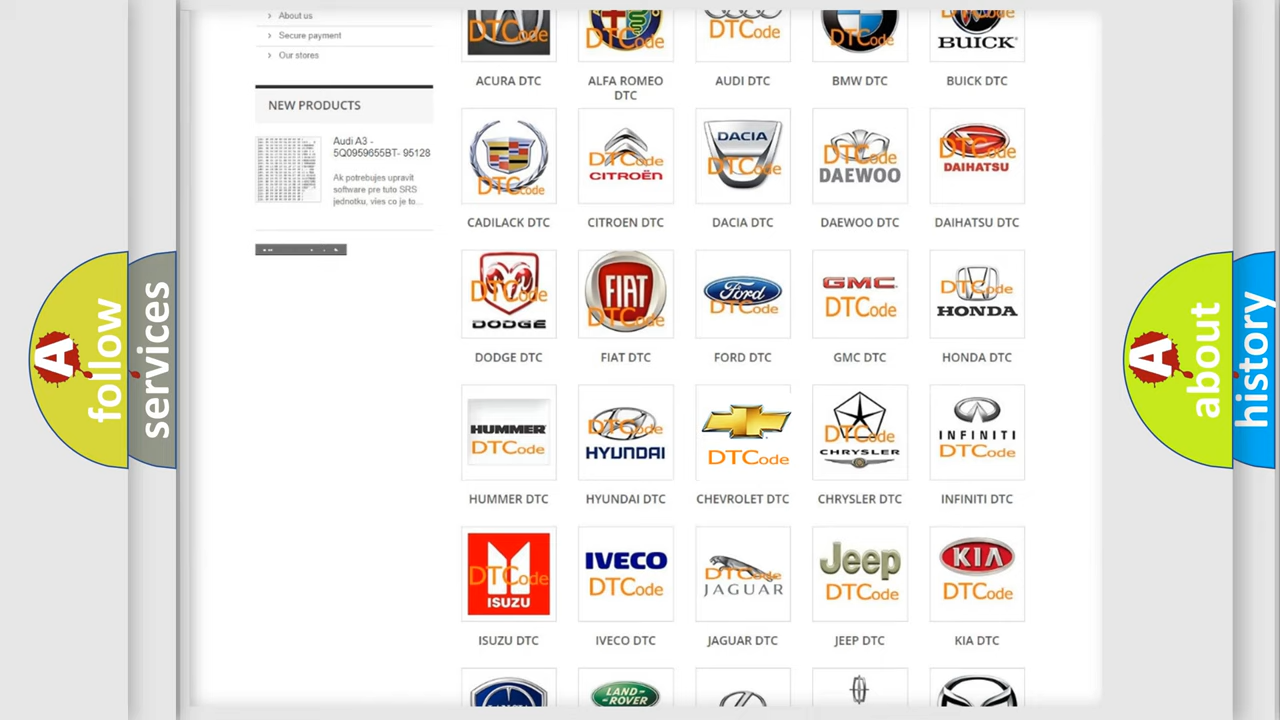 About us
Secure payment
Our stores
NEW PRODUCTS
Audi A3 -
5Q0959655BT- 95128
Ak potrebujes upravit
software pre tuto SRS
jednotku, vies co je to...
DTCode DTCode DTCode DTCode BUICK
ACURA DTC ALFA ROMEO DTC AUDI DTC BMW DTC BUICK DTC
DTCode DTCode CITROËN DACIA DTCode DTCode DAEWOO DTCode DAIHATSU
CADILACK DTC CITROEN DTC DACIA DTC DAEWOO DTC DAIHATSU DTC
DTCode DODGE FIAT DTCode Ford DTCode GMC DTCode DTCode HONDA
DODGE DTC FIAT DTC FORD DTC GMC DTC HONDA DTC
HUMMER DTCode DTCode HYUNDAI DTCode DTCode CHRYSLER INFINITI DTCode
HUMMER DTC HYUNDAI DTC CHEVROLET DTC CHRYSLER DTC INFINITI DTC
DTCode ISUZU IVECO DTCode DTCode JAGUAR Jeep DTCode KIA DTCode
ISUZU DTC IVECO DTC JAGUAR DTC JEEP DTC KIA DTC
LAND-ROVER
A follow
services
A about
history